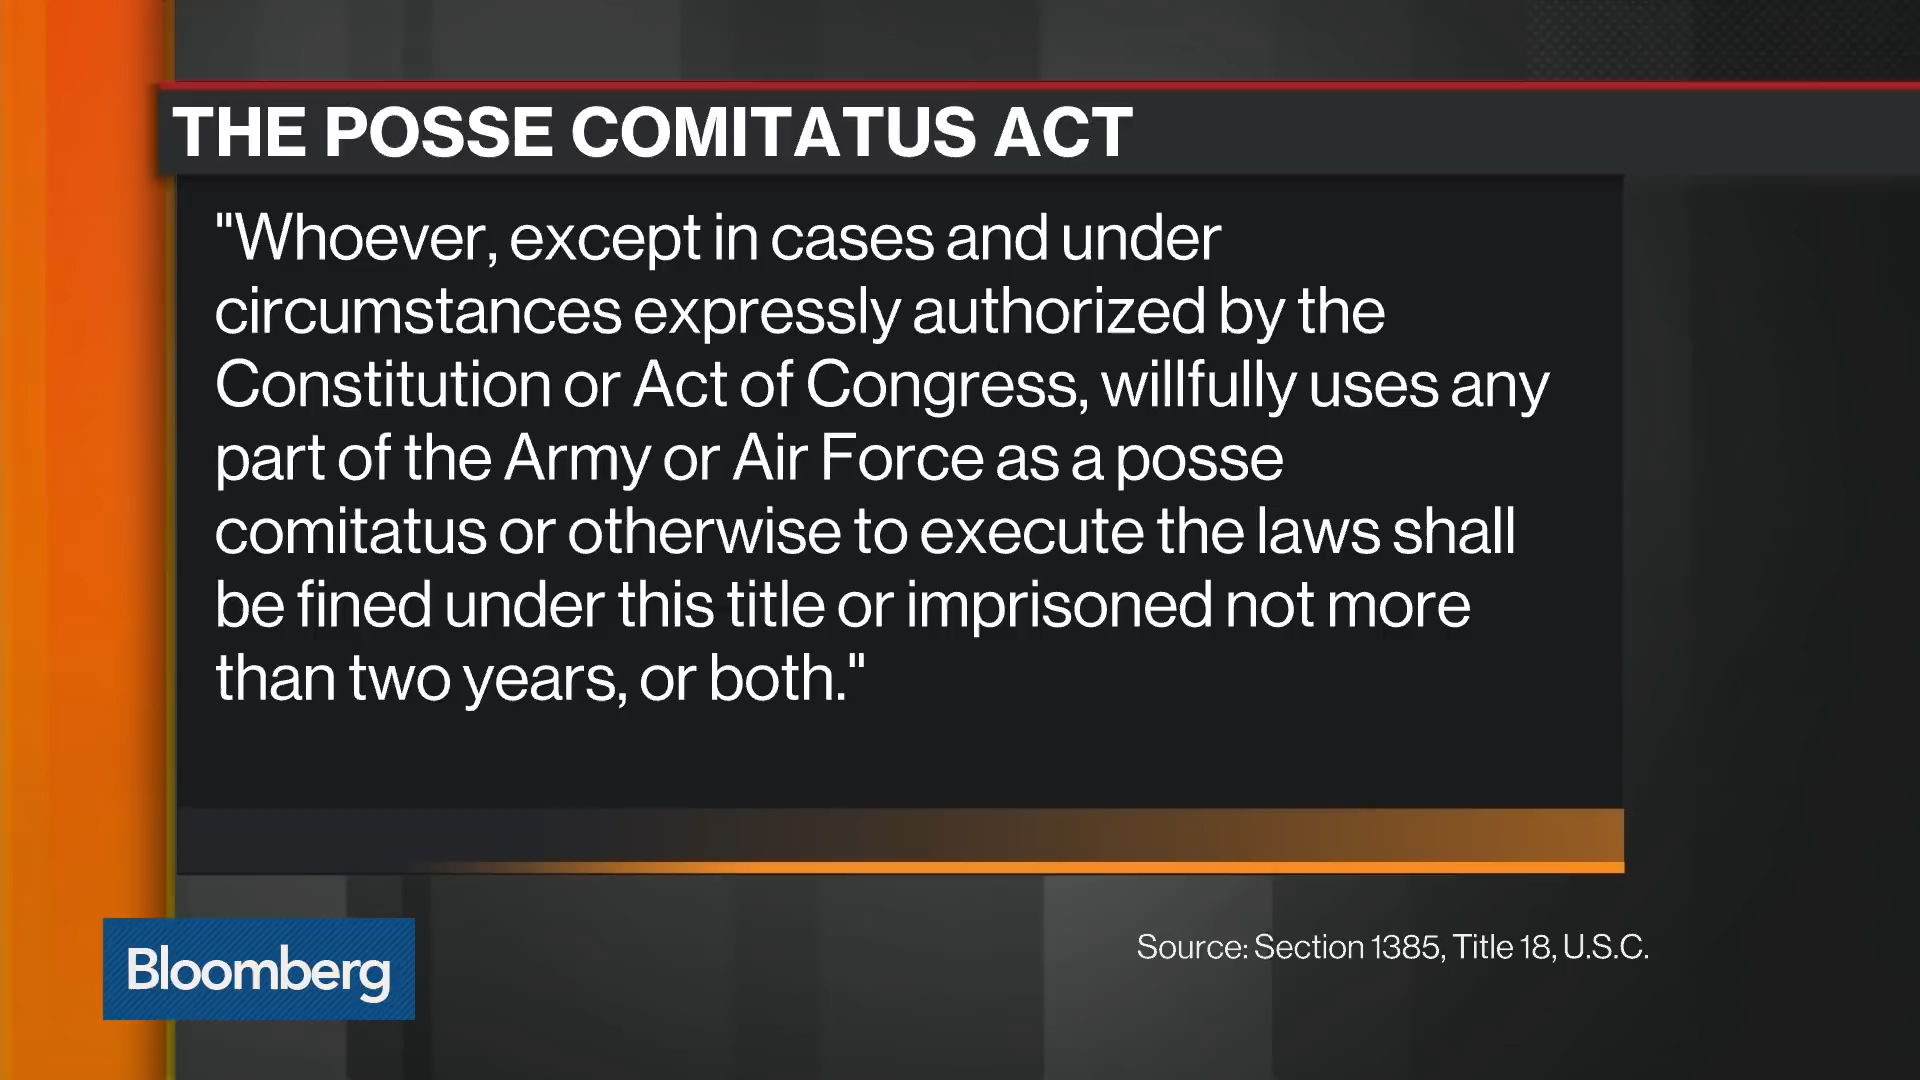 THE POSSE COMITATUS ACT
"Whoever, except in cases and under
circumstances expressly authorized by the
Constitution or Act of Congress, willfully uses any
part of the Army or Air Force as a posse
comitatus or otherwise to execute the laws shall
be fined under this title or imprisoned not more
than two years, or both."
Source: Section 1385, Title 18, U.S.C.
Bloomberg